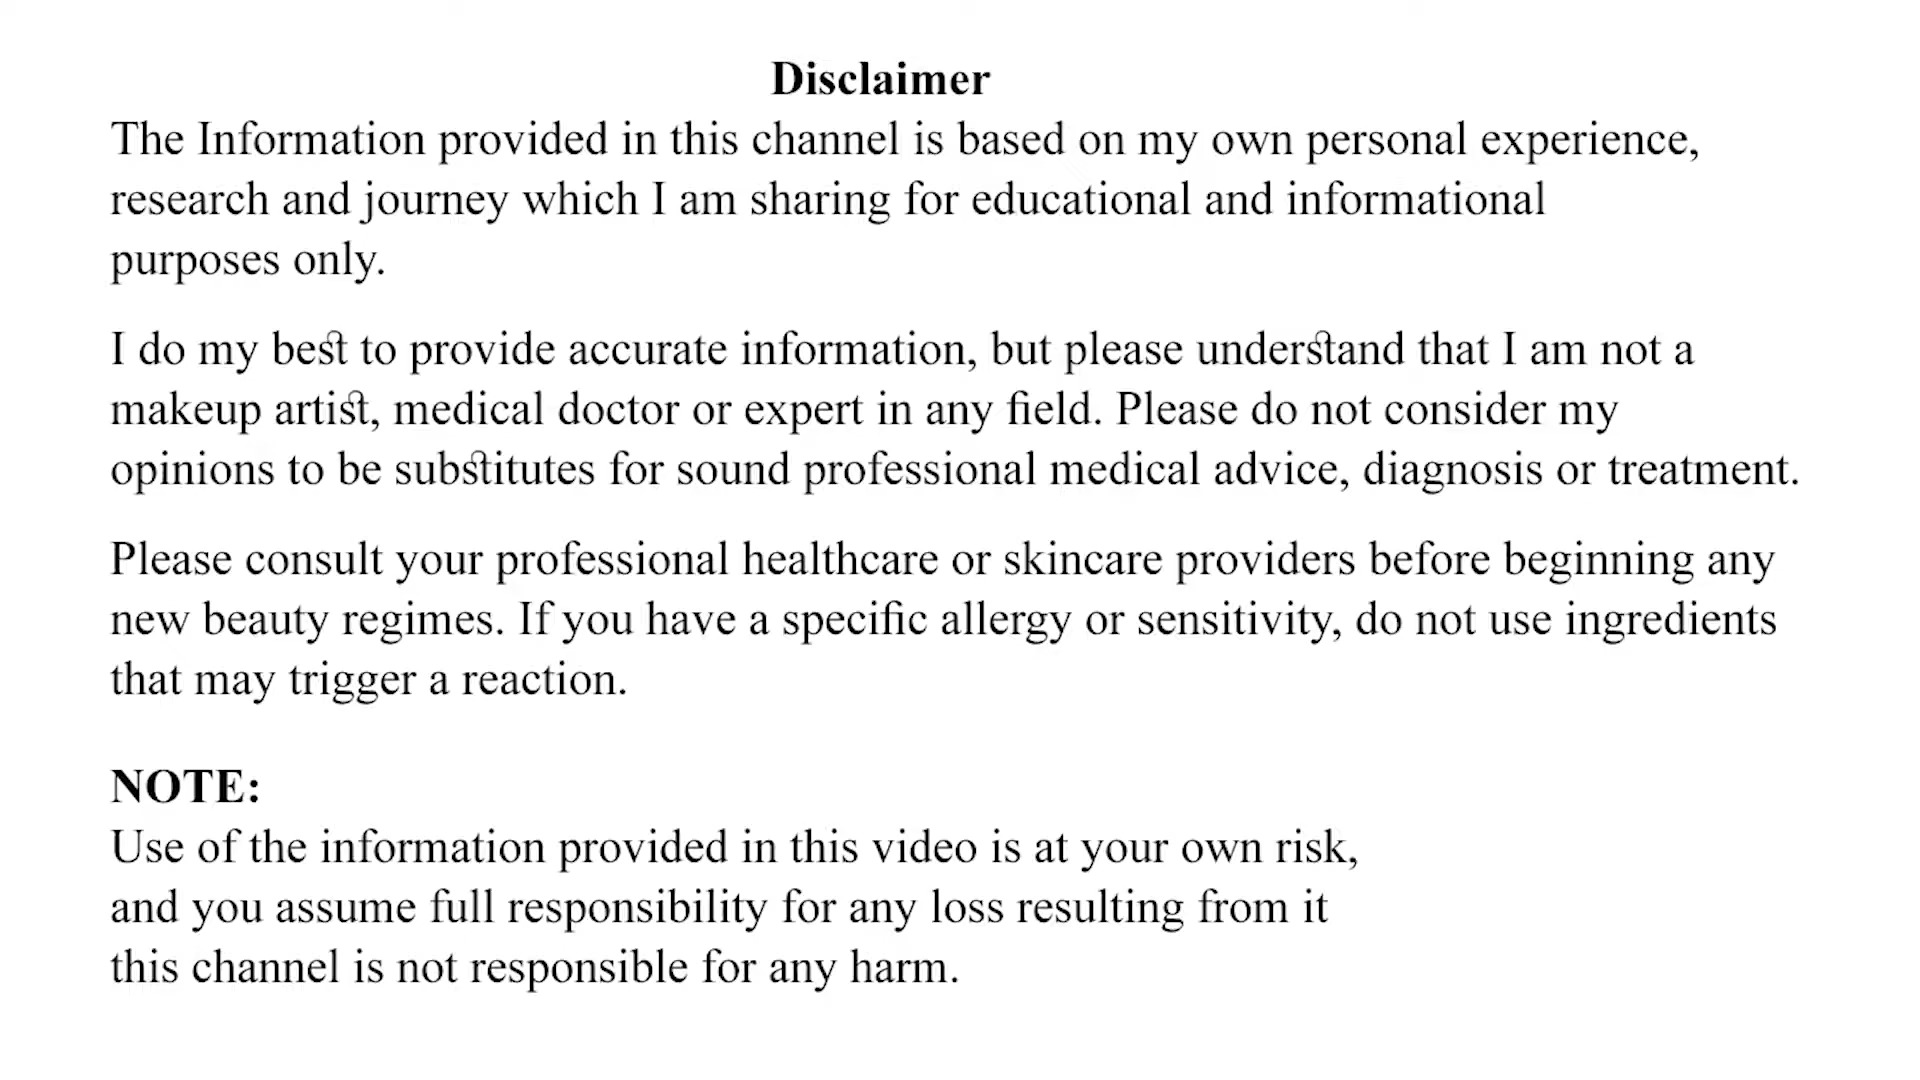 Disclaimer
The Information provided in this channel is based on my own personal experience,
research and journey which I am sharing for educational and informational
purposes only.
I do my best to provide accurate information, but please understand that I am not a
makeup artist, medical doctor or expert in any field. Please do not consider my
opinions to be substitutes for sound professional medical advice, diagnosis or treatment.
Please consult your professional healthcare or skincare providers before beginning any
new beauty regimes. If you have a specific allergy or sensitivity, do not use ingredients
that may trigger a reaction.
NOTE:
Use of the information provided in this video is at your own risk,
and you assume full responsibility for any loss resulting from it
this channel is not responsible for any harm.